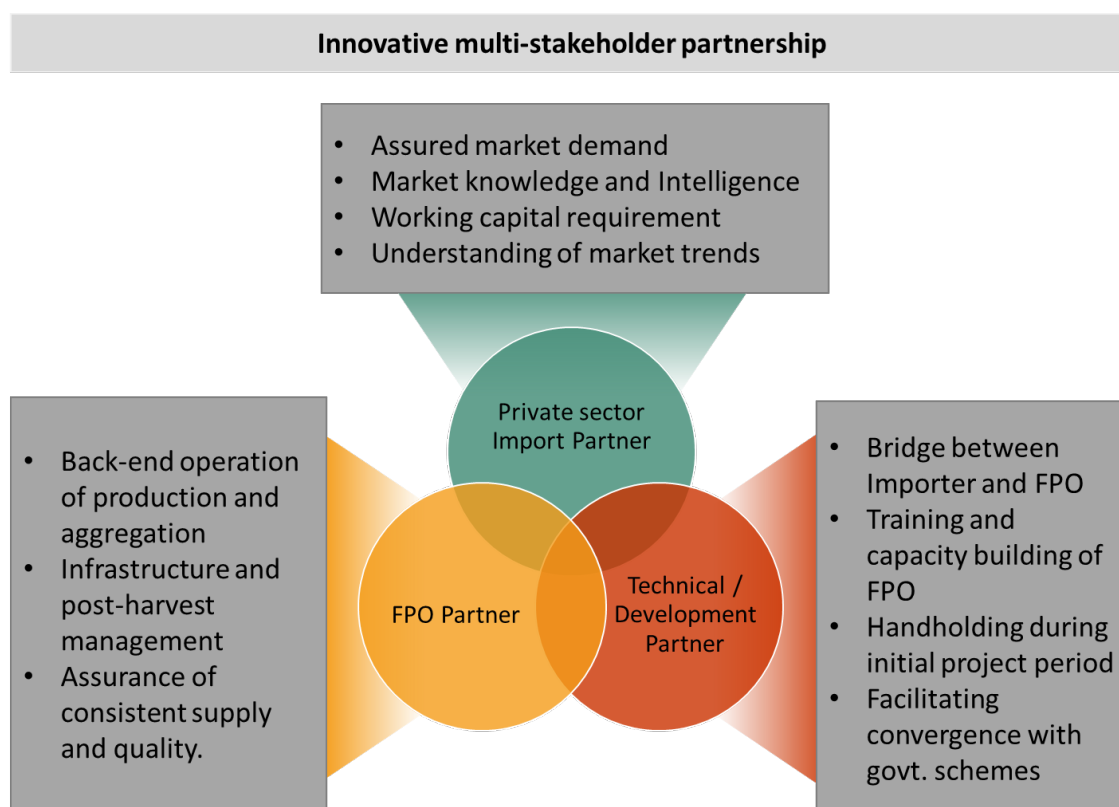 Innovative multi-stakeholder partnership
• Assured market demand
• Market knowledge and Intelligence
• Working capital requirement
• Understanding of market trends
Private sector
Import Partner
• Back-end operation
of production and
aggregation
• Infrastructure and
post-harvest
management
• Assurance of
consistent supply
and quality.
FPO Partner
Technical /
Development
Partner
• Bridge between
Importer and FPO
• Training and
capacity building of
FPO
• Handholding during
initial project period
• Facilitating
convergence with
govt. schemes